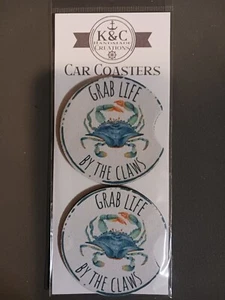 K&C
CREATIONS
CAR COASTERS
GRAB LIFE
BY THE CLAWS
GRAB LIFE
BY THE CLAWS